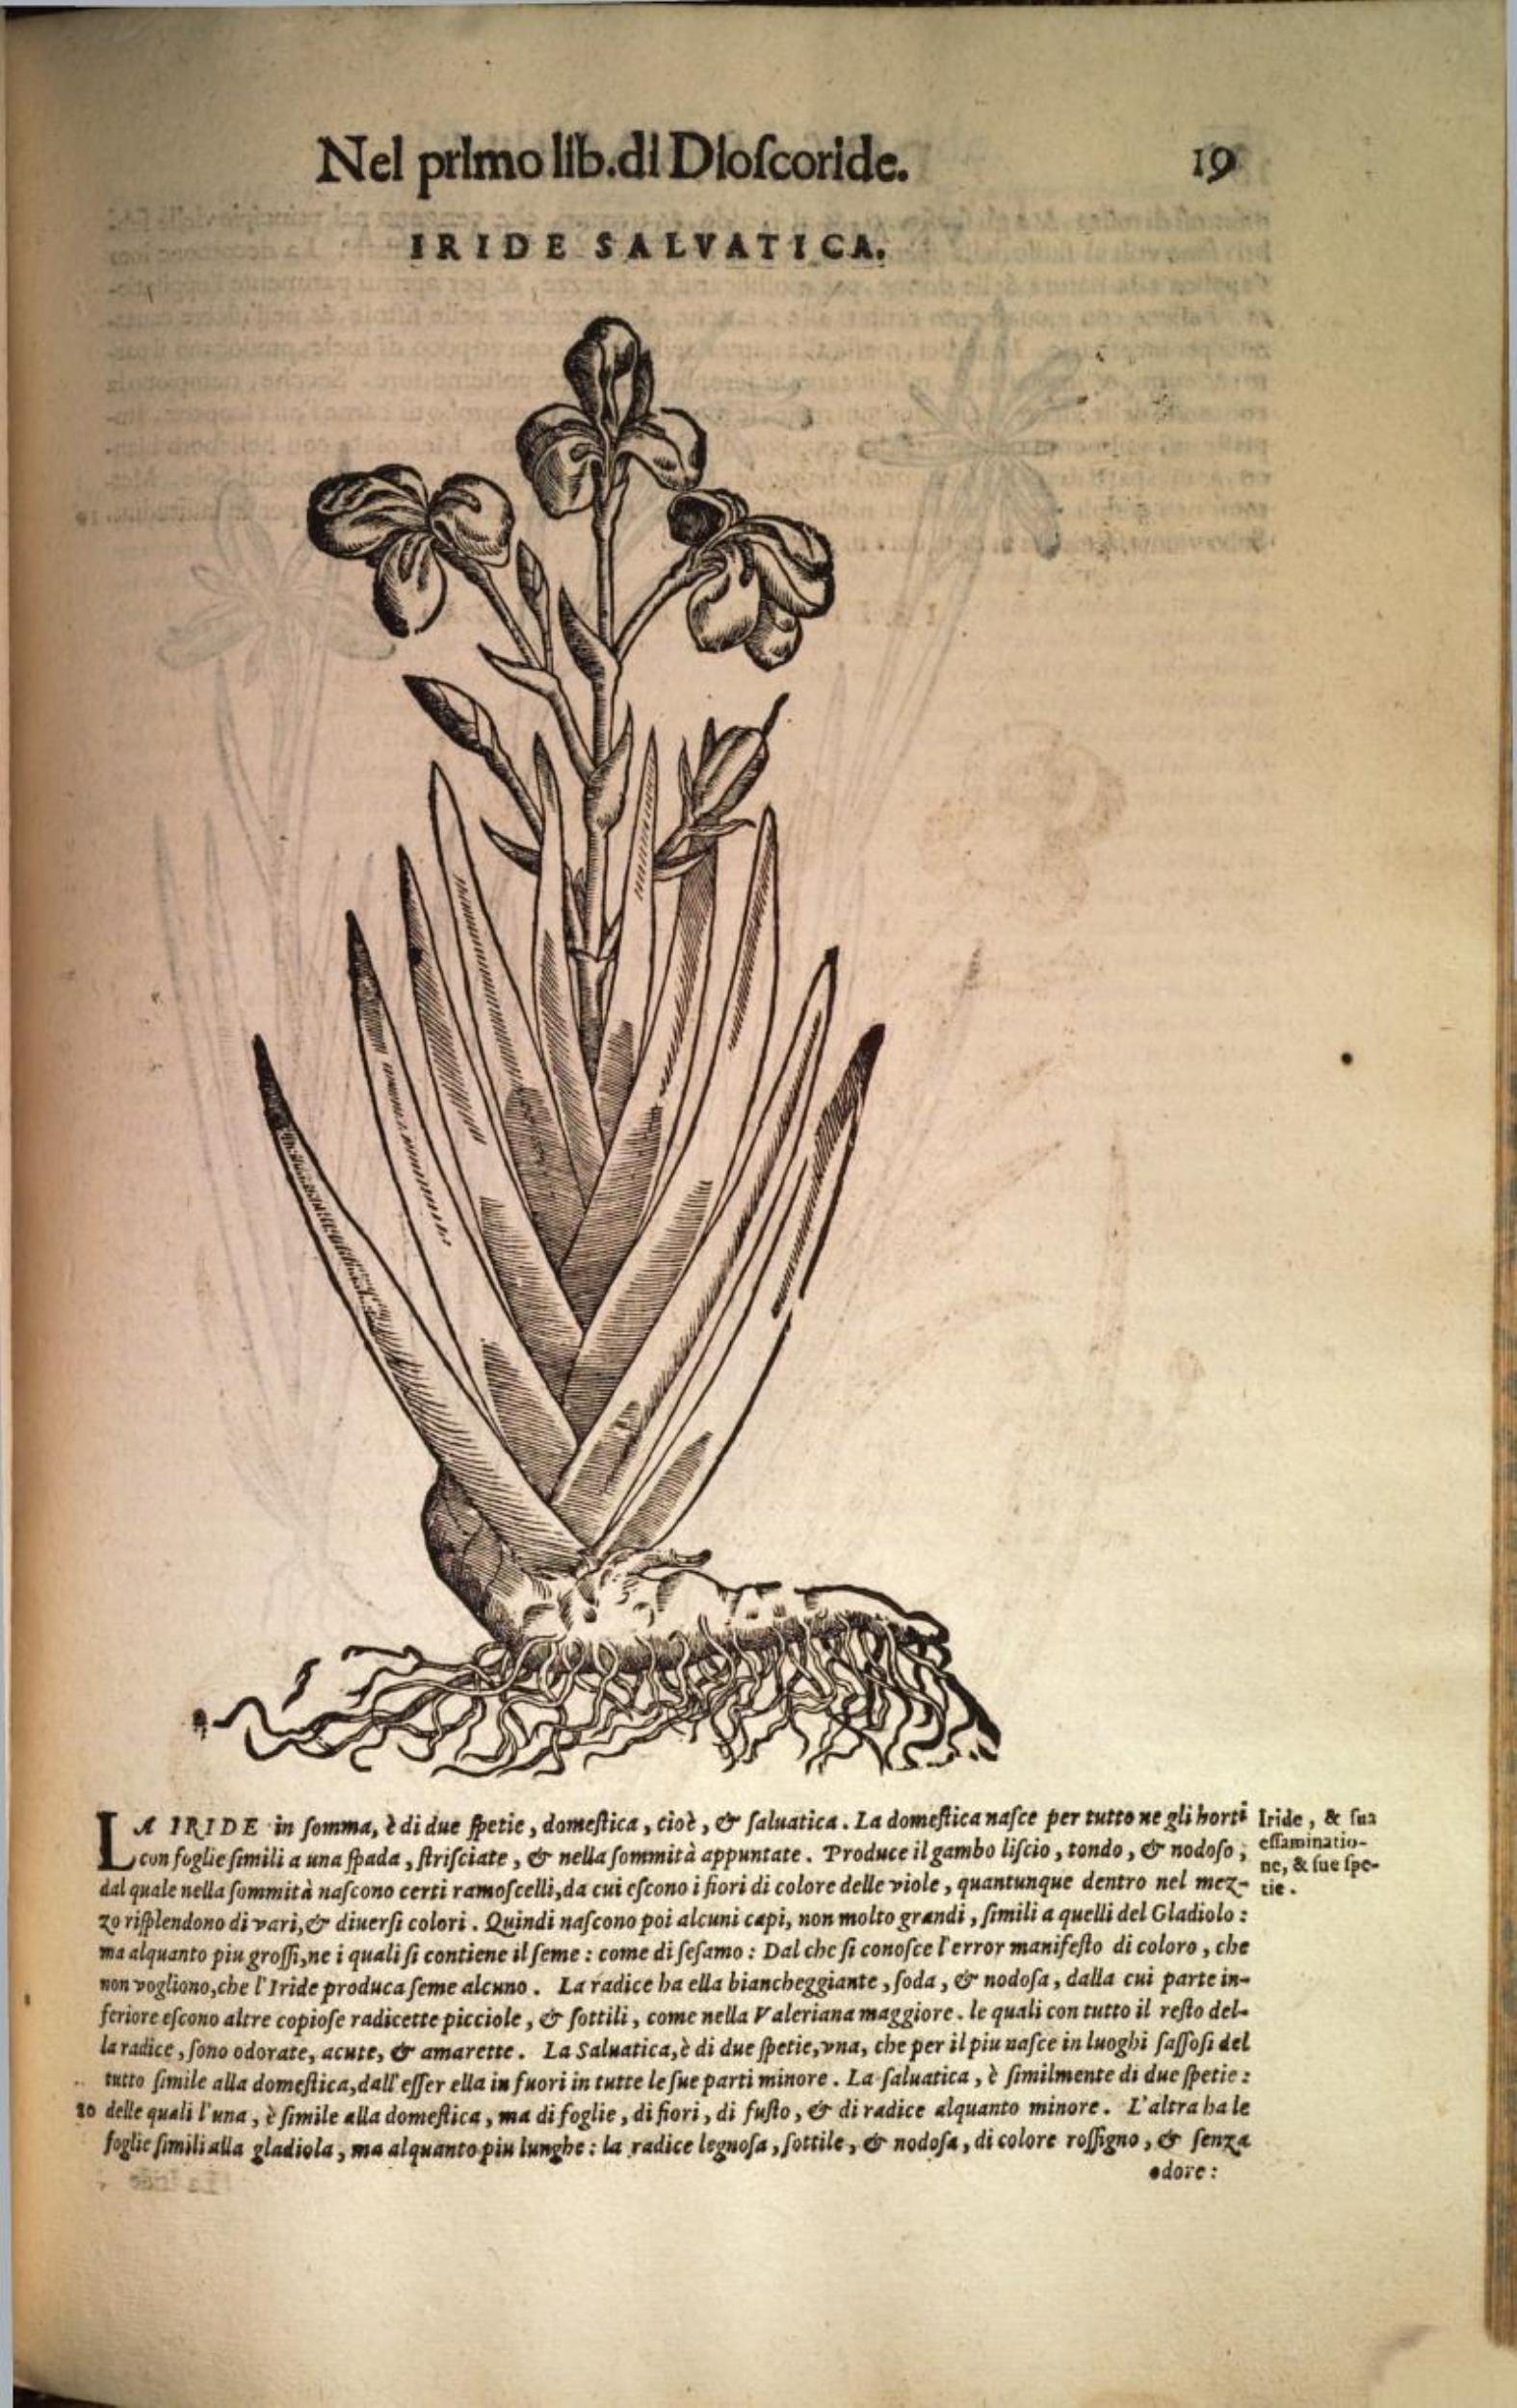 Nel primo lib.di Dioſcoride.
19
IRIDE SALVATICA.
LA IRIDE in ſomma, è di due ſpetie, domeſtica, cioè, & ſaluatica. La domeſtica naſce per tutto ne gli horti
con foglie ſimili a una ſpada, ſtriſciate, & nella ſommità appuntate. Produce il gambo liſcio, tondo, & nodoſo,
dal quale nella ſommità naſcono certi ramoſcelli, da cui eſcono i fiori di colore delle viole, quantunque dentro nel mez-
zo riſplendono di vari, & diuerſi colori. Quindi naſcono poi alcuni capi, non molto grandi, ſimili a quelli del Gladiolo:
ma alquanto piu groſſi, ne i quali ſi contiene il ſeme: come di ſeſamo: Dal che ſi conoſce l'error manifeſto di coloro, che
non vogliono, che l'Iride produca ſeme alcuno. La radice ha ella biancheggiante, ſoda, & nodoſa, dalla cui parte in-
feriore eſcono altre copioſe radicette picciole, & ſottili, come nella Valeriana maggiore. le quali con tutto il reſto del-
la radice, ſono odorate, acute, & amarette. La Saluatica, è di due ſpetie, vna, che per il piu naſce in luoghi ſaſſoſi del
tutto ſimile alla domeſtica, dall'eſſer ella in fuori in tutte le ſue parti minore. La ſaluatica, è ſimilmente di due ſpetie:
20 delle quali l'una, è ſimile alla domeſtica, ma di foglie, di fiori, di fuſto, & di radice alquanto minore. L'altra ha le
foglie ſimili alla gladiola, ma alquanto piu lunghe: la radice legnoſa, ſottile, & nodoſa, di colore roſſigno, & ſenza
odore:
Iride, & ſua
eſſaminatio-
ne, & ſue ſpe-
tie.